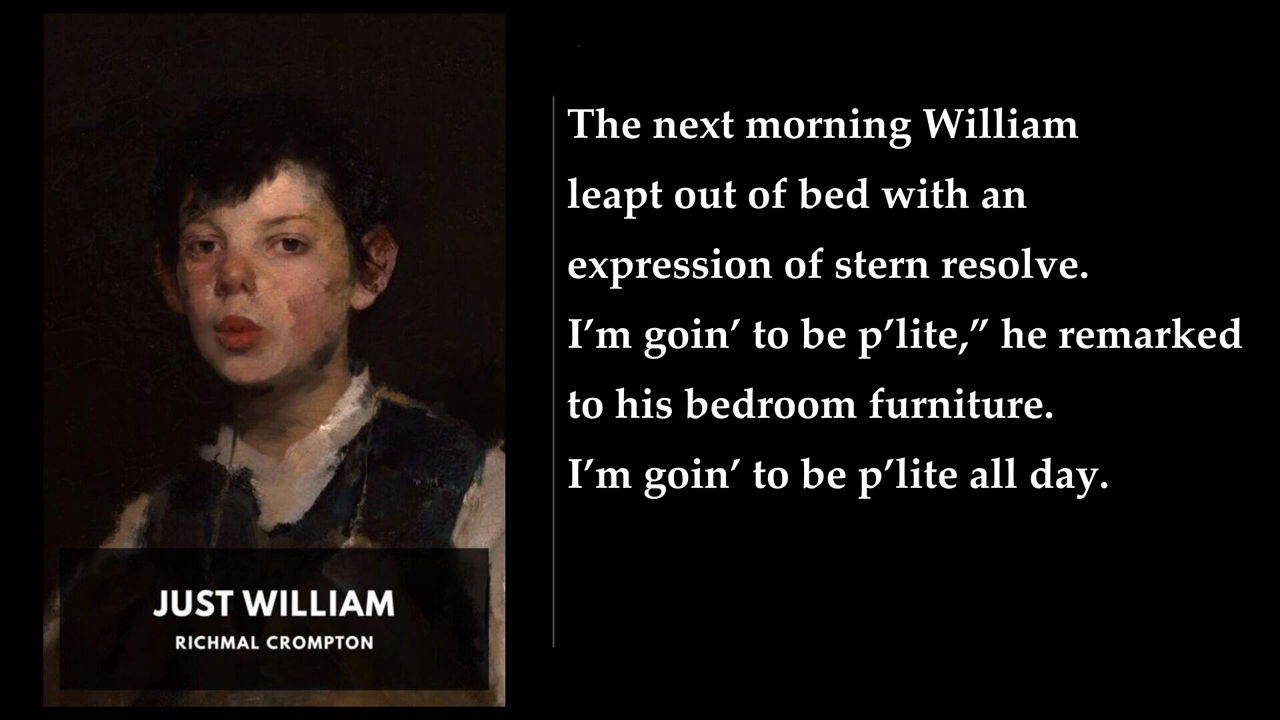 The next morning William
leapt out of bed with an
expression of stern resolve.
I’m goin’ to be p’lite,” he remarked
to his bedroom furniture.
I’m goin’ to be p’lite all day.
JUST WILLIAM
RICHMAL CROMPTON